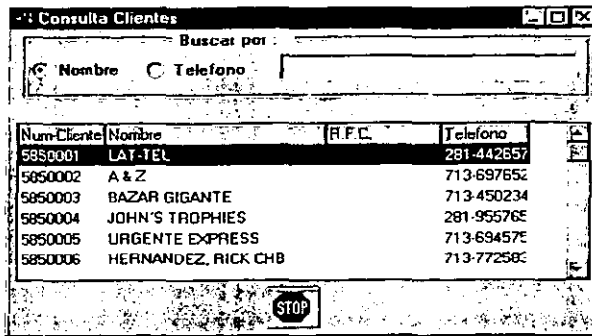 Consulta Clientes
Buscar por :
Nombre Telefono
Num-Cliente Nombre R.F.C. Telefono
5850001 LAT-TEL 281-442657
5850002 A & Z 713-697652
5850003 BAZAR GIGANTE 713-450234
5850004 JOHN'S TROPHIES 281-955765
5850005 URGENTE EXPRESS 713-694575
5850006 HERNANDEZ, RICK CHB 713-772583
STOP